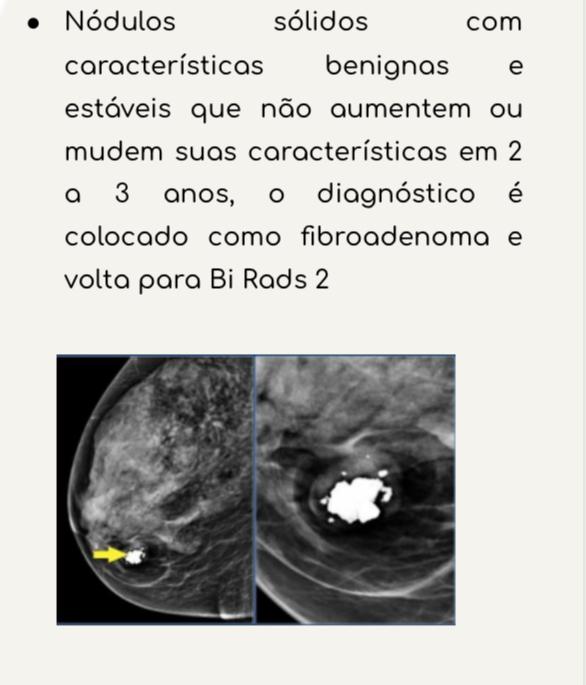 • Nódulos sólidos com
características benignas e
estáveis que não aumentem ou
mudem suas características em 2
a 3 anos, o diagnóstico é
colocado como fibroadenoma e
volta para Bi Rads 2